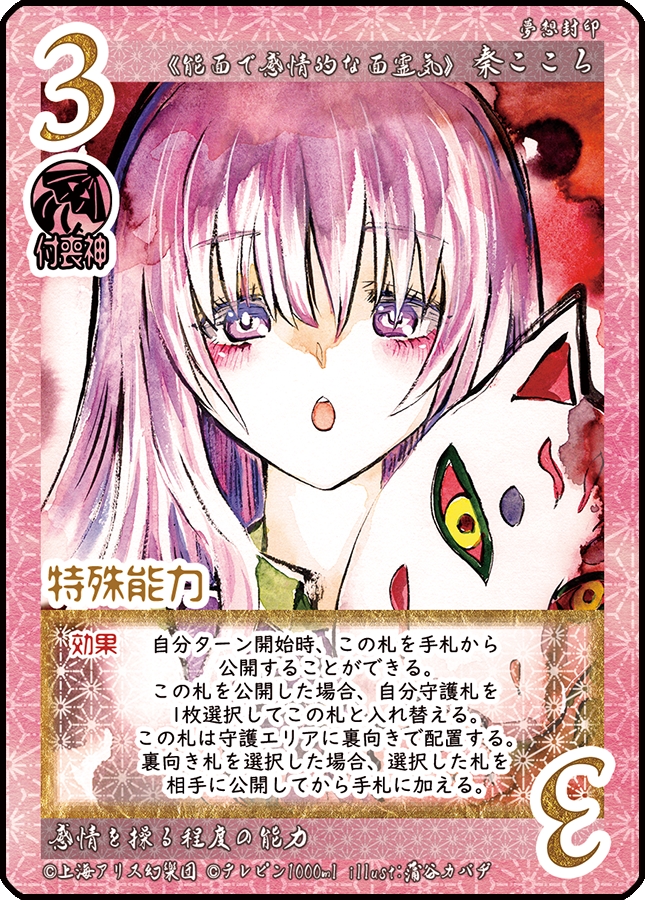 夢想封印
3
《能面で感情的な面霊気》 秦こころ
付喪神
特殊能力
効果
自分ターン開始時、この札を手札から
公開することができる。
この札を公開した場合、自分守護札を
1枚選択してこの札と入れ替える。
この札は守護エリアに裏向きで配置する。
裏向き札を選択した場合、選択した札を
相手に公開してから手札に加える。
3
感情を操る程度の能力
©上海アリス幻樂団 ©テレピン1000ml illust:蒲谷カバヂ